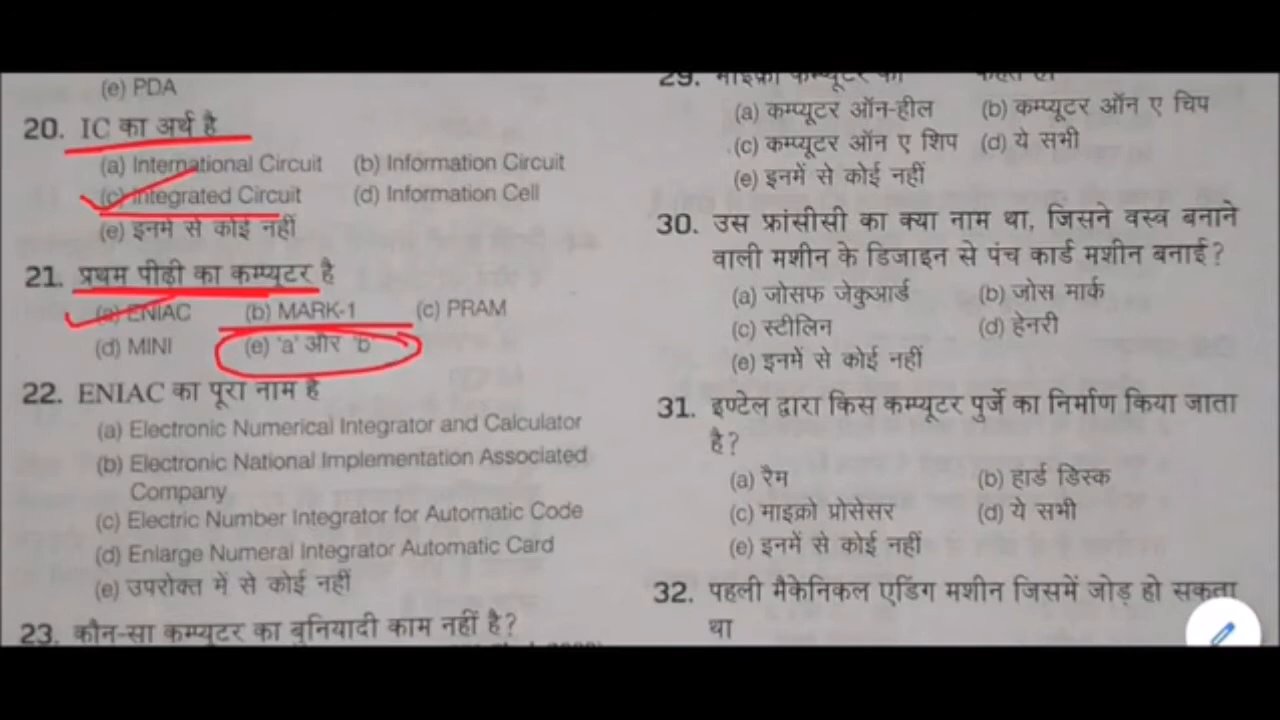 (e) PDA
20. IC का अर्थ है
(a) International Circuit (b) Information Circuit
(c) Integrated Circuit (d) Information Cell
(e) इनमें से कोई नहीं
21. प्रथम पीढ़ी का कम्प्यूटर है
(a) ENIAC (b) MARK-1 (c) PRAM
(d) MINI (e) 'a' और 'b'
22. ENIAC का पूरा नाम है
(a) Electronic Numerical Integrator and Calculator
(b) Electronic National Implementation Associated
Company
(c) Electric Number Integrator for Automatic Code
(d) Enlarge Numeral Integrator Automatic Card
(e) उपरोक्त में से कोई नहीं
23. कौन-सा कम्प्यूटर का बुनियादी काम नहीं है?
29. माइक्रो कम्प्यूटर को कहते हैं।
(a) कम्प्यूटर ऑन-हील (b) कम्प्यूटर ऑन ए चिप
(c) कम्प्यूटर ऑन ए शिप (d) ये सभी
(e) इनमें से कोई नहीं
30. उस फ्रांसीसी का क्या नाम था, जिसने वस्त्र बनाने
वाली मशीन के डिजाइन से पंच कार्ड मशीन बनाई?
(a) जोसफ जेकुआर्ड (b) जोस मार्क
(c) स्टीलिन (d) हेनरी
(e) इनमें से कोई नहीं
31. इण्टेल द्वारा किस कम्प्यूटर पुर्जे का निर्माण किया जाता
है?
(a) रैम (b) हार्ड डिस्क
(c) माइक्रो प्रोसेसर (d) ये सभी
(e) इनमें से कोई नहीं
32. पहली मैकेनिकल एडिंग मशीन जिसमें जोड़ हो सकता
था